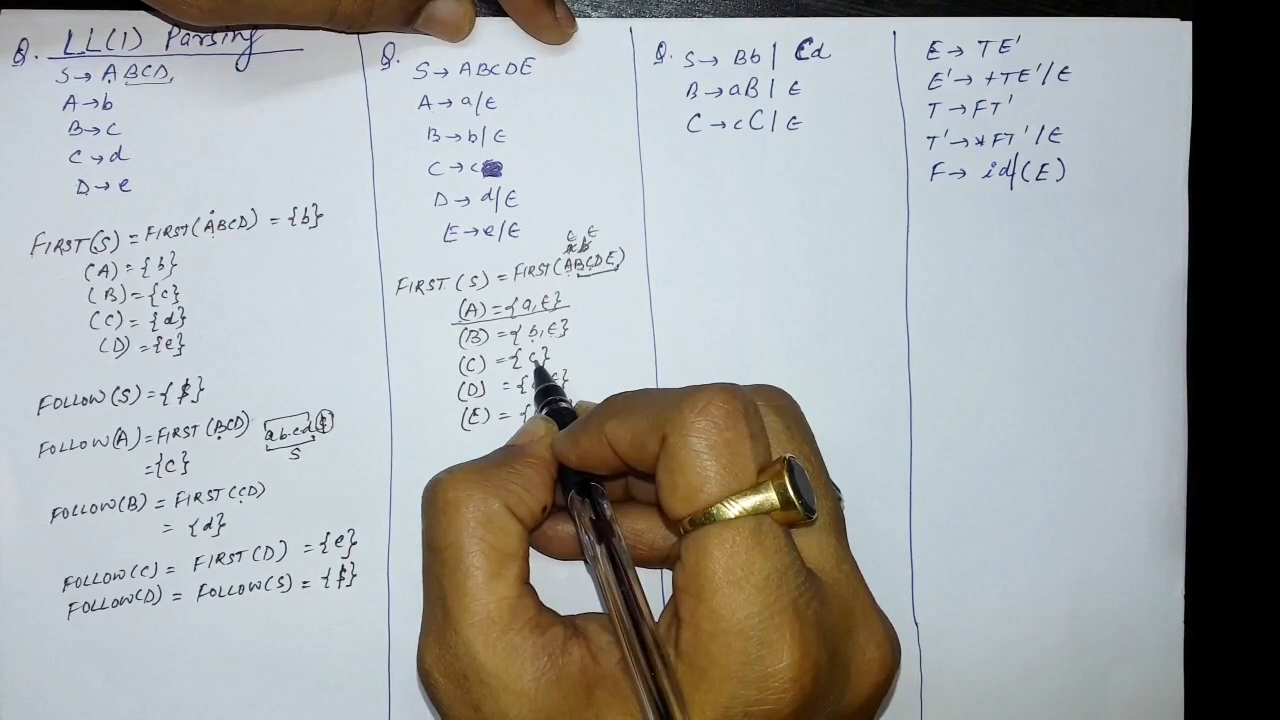 Q. LL(1) Parsing
S→ ABCD,
A→b
B→c
C→d
D→e
FIRST(S) = FIRST(ABCD) = {b}
(A) = {b}
(B) = {c}
(C) = {d}
(D) = {e}
FOLLOW(S) = {$}
FOLLOW(A) = FIRST(BCD) abcd$
= {c} S
FOLLOW(B) = FIRST(CD)
= {d}
FOLLOW(C) = FIRST(D) = {e}
FOLLOW(D) = FOLLOW(S) = {$}
Q.
S→ABCDE
A→a/ε
B→b/ε
C→c
D→d/ε
E→e/ε
ε ε
FIRST(S) = FIRST(ABCDE)
(A) = {a,ε}
(B) = {b,ε}
(C) = {c}
(D) = {
(E) = {
Q. S→ Bb | Cd
B→aB | ε
C→cC | ε
E→ TE'
E'→ +TE'/ε
T→ FT'
T'→*FT'/ε
F→ id/(E)